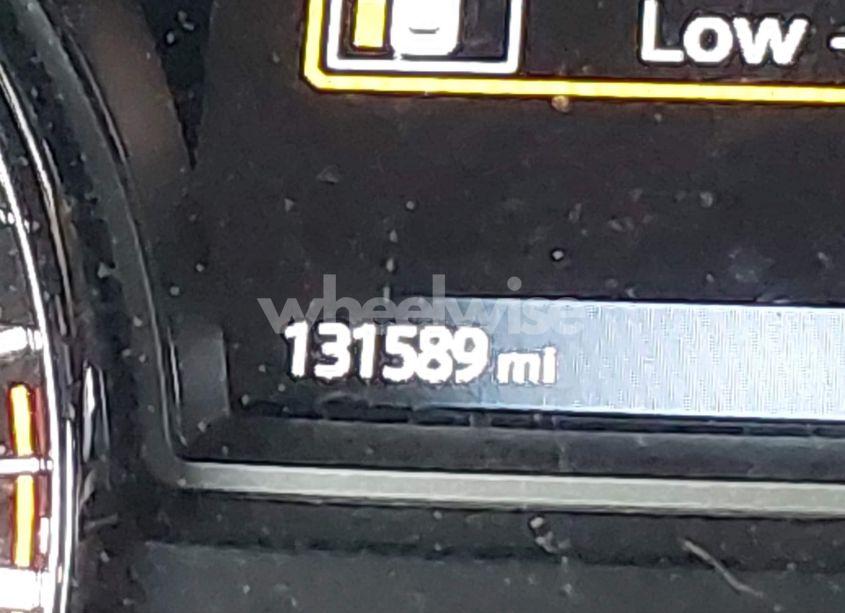 Low -
wheelwise
131589 mi